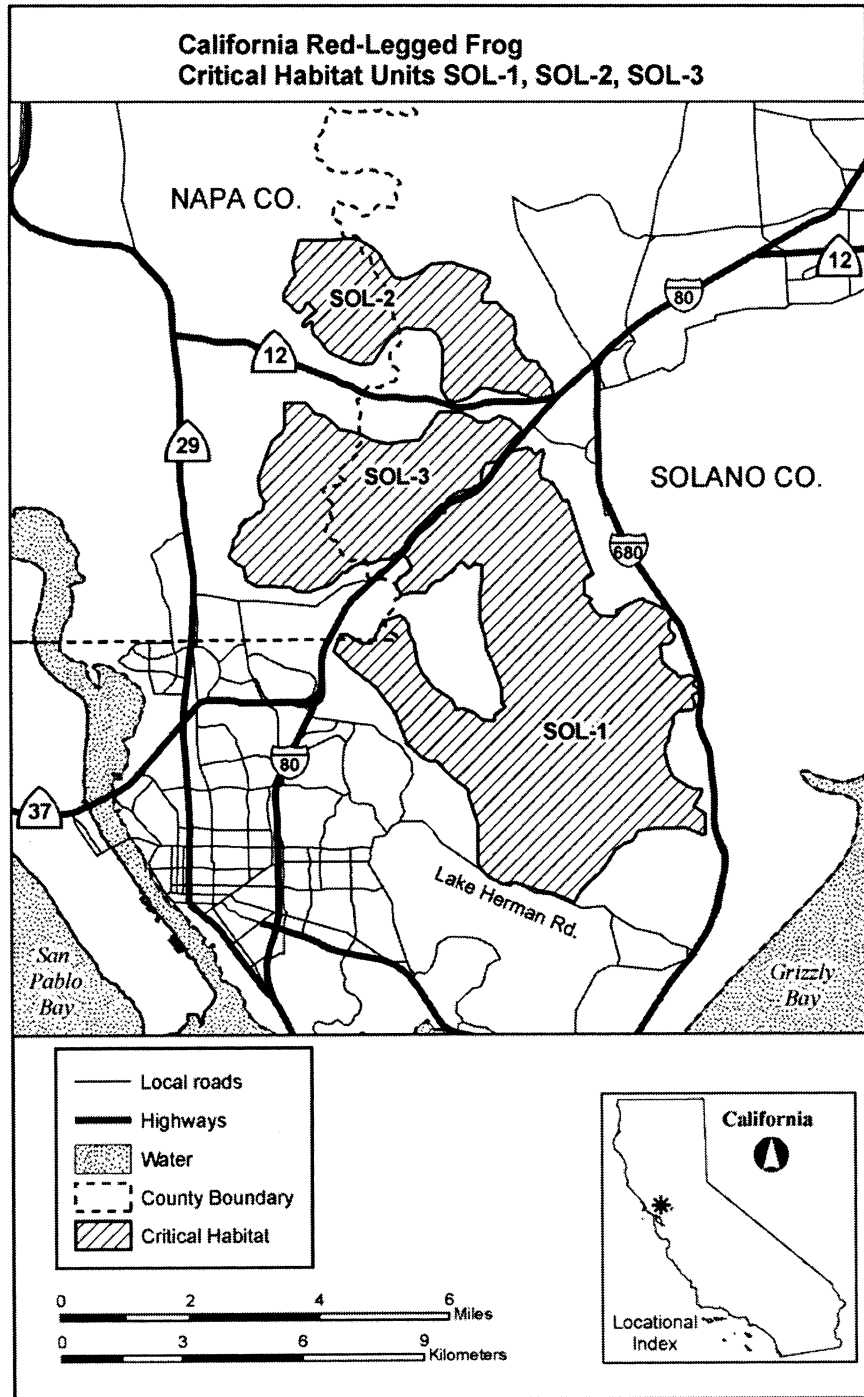 California Red-Legged Frog
Critical Habitat Units SOL-1, SOL-2, SOL-3
NAPA CO.
12
80
SOL-2
12
29
SOL-3
SOLANO CO.
680
SOL-1
80
37
Lake Herman Rd.
San
Pablo
Bay
Grizzly
Bay
Local roads
Highways
Water
County Boundary
Critical Habitat
California
Locational
Index
0 2 4 6
Miles
0 3 6 9
Kilometers